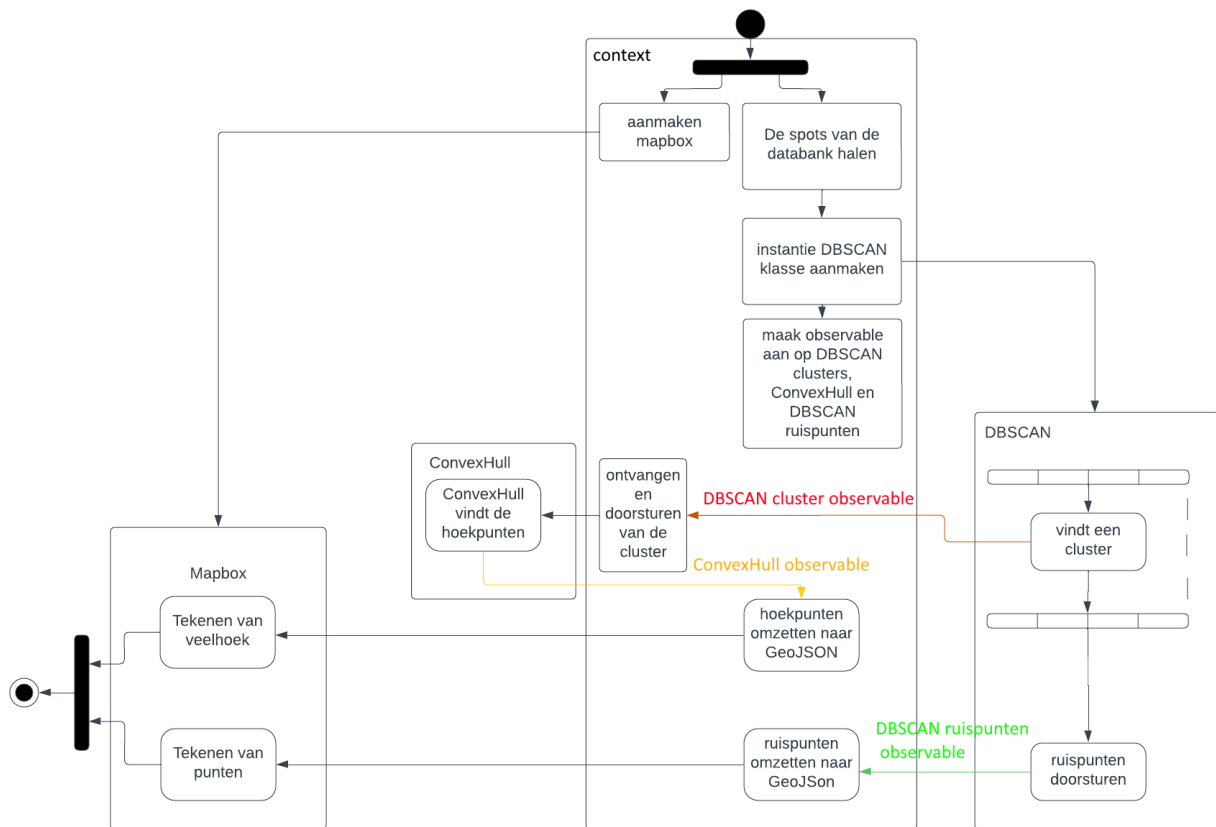 context
aanmaken
mapbox
De spots van de
databank halen
instantie DBSCAN
klasse aanmaken
maak observable
aan op DBSCAN
clusters,
ConvexHull en
DBSCAN
ruispunten
DBSCAN
ConvexHull
ConvexHull
vindt de
hoekpunten
ontvangen
en
doorsturen
van de
cluster
DBSCAN cluster observable
vindt een
cluster
ConvexHull observable
Mapbox
Tekenen van
veelhoek
hoekpunten
omzetten naar
GeoJSON
DBSCAN ruispunten
observable
Tekenen van
punten
ruispunten
omzetten naar
GeoJSon
ruispunten
doorsturen